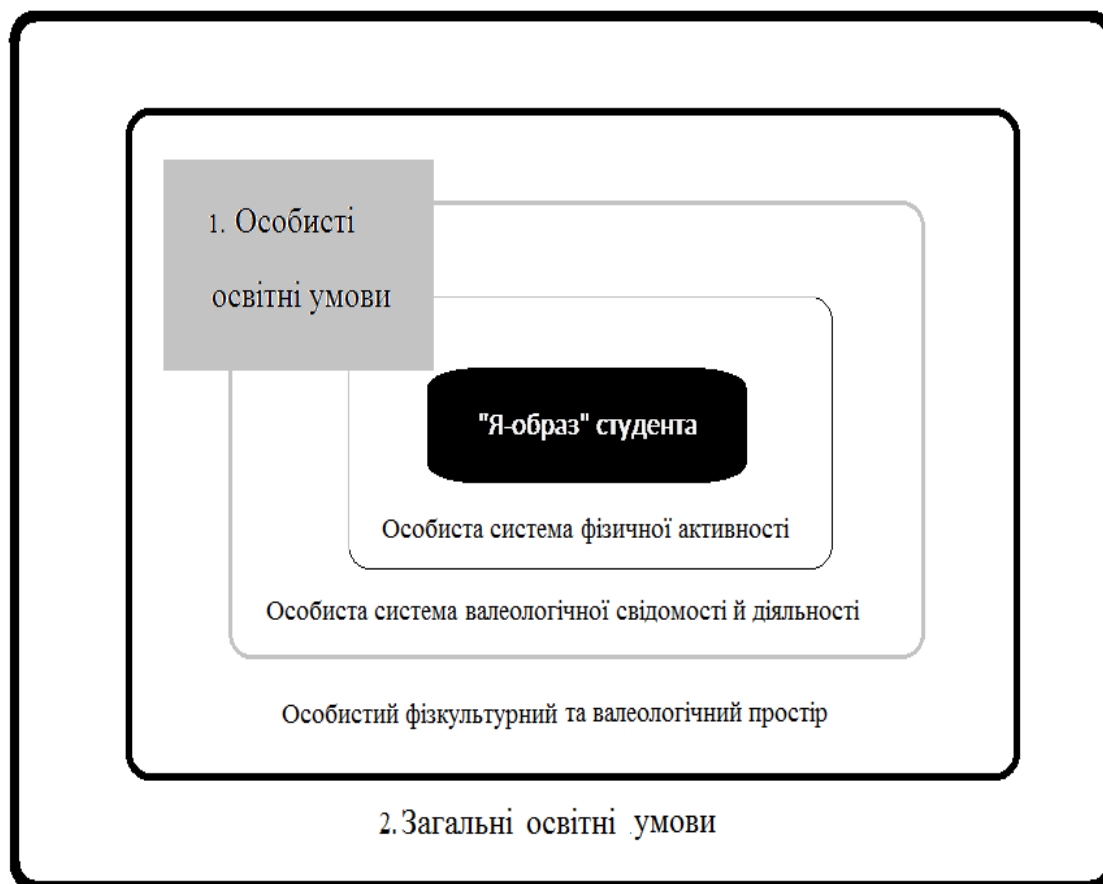 1. Особисті
освітні умови
"Я-образ" студента
Особиста система фізичної активності
Особиста система валеологічної свідомості й діяльності
Особистий фізкультурний та валеологічний простір
2. Загальні освітні умови